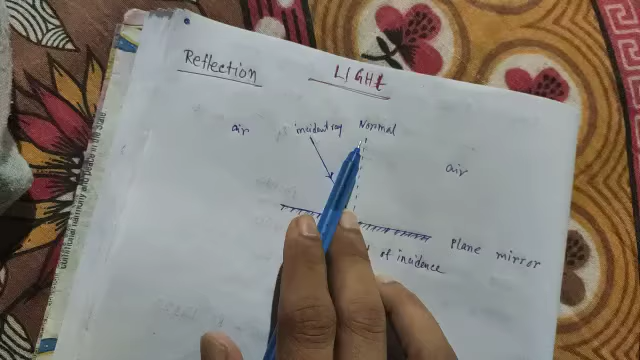 Reflection
LIGHt
air
incident ray
Normal
air
Plane mirror
of incidence